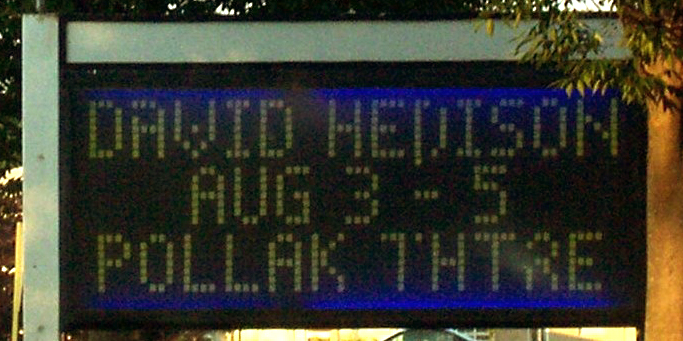 DAVID HEDISON
AUG 3 - 5
POLLAK THTRE